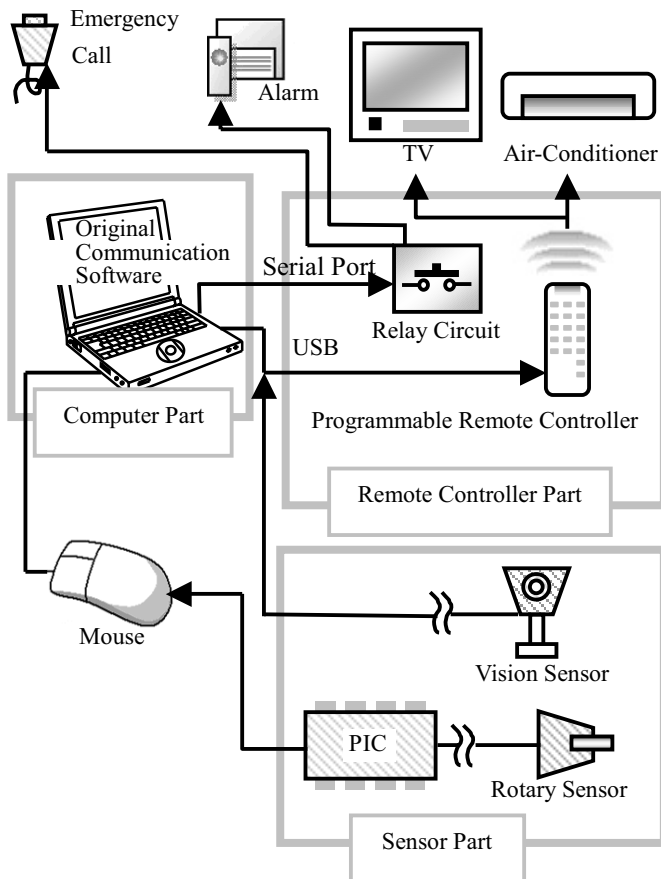 Emergency
Call
Alarm
TV
Air-Conditioner
Original
Communication
Software
Serial Port
Relay Circuit
USB
Computer Part
Programmable Remote Controller
Remote Controller Part
Mouse
Vision Sensor
PIC
Rotary Sensor
Sensor Part